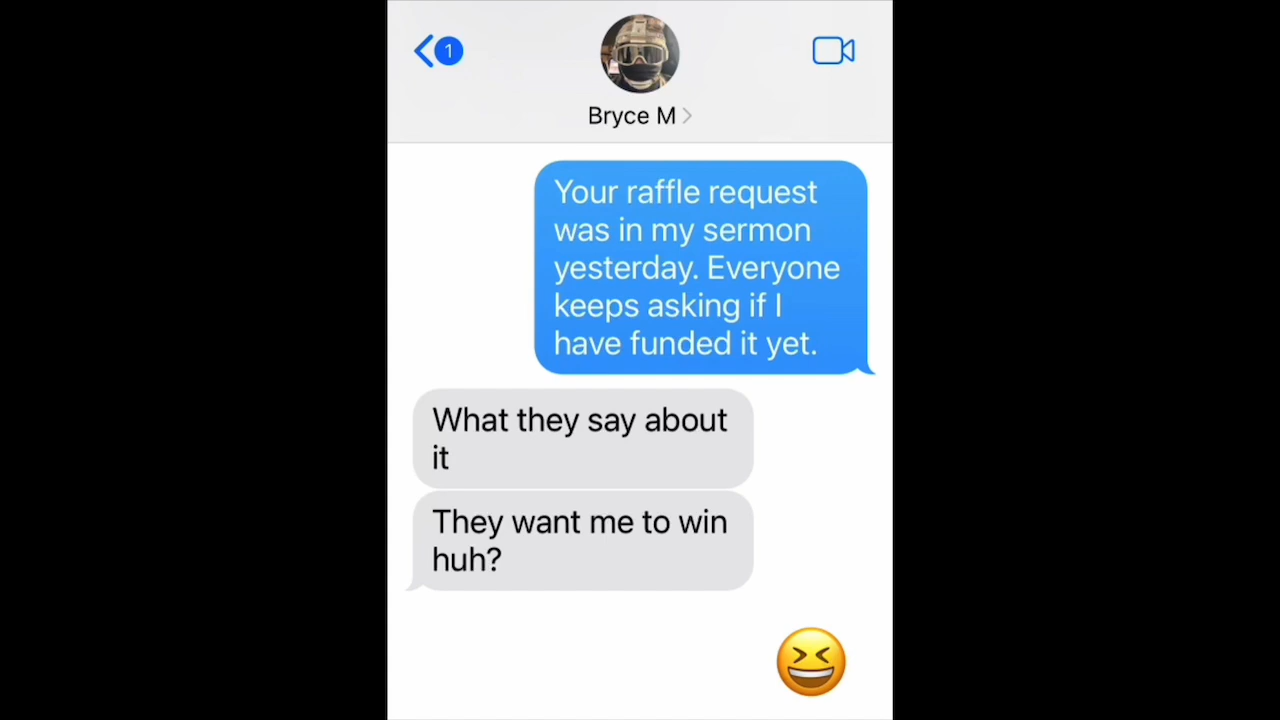 1
Bryce M
Your raffle request
was in my sermon
yesterday. Everyone
keeps asking if I
have funded it yet.
What they say about
it
They want me to win
huh?